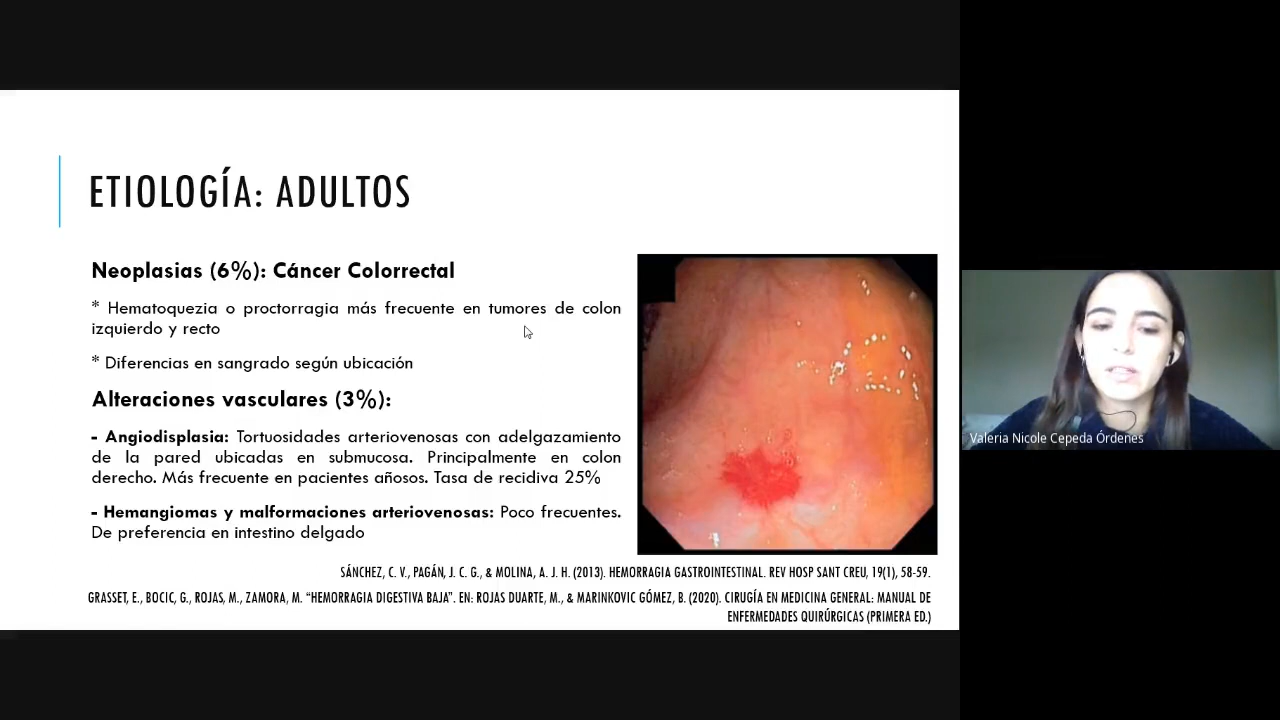 ETIOLOGÍA: ADULTOS
Neoplasias (6%): Cáncer Colorrectal
* Hematoquezia o proctorragia más frecuente en tumores de colon
izquierdo y recto
* Diferencias en sangrado según ubicación
Alteraciones vasculares (3%):
- Angiodisplasia: Tortuosidades arteriovenosas con adelgazamiento
de la pared ubicadas en submucosa. Principalmente en colon
derecho. Más frecuente en pacientes añosos. Tasa de recidiva 25%
- Hemangiomas y malformaciones arteriovenosas: Poco frecuentes.
De preferencia en intestino delgado
SÁNCHEZ, C. V., PAGÁN, J. C. G., & MOLINA, A. J. H. (2013). HEMORRAGIA GASTROINTESTINAL. REV HOSP SANT CREU, 19(1), 58-59.
GRASSET, E., BOCIC, G., ROJAS, M., ZAMORA, M. “HEMORRAGIA DIGESTIVA BAJA”. EN: ROJAS DUARTE, M., & MARINKOVIC GÓMEZ, B. (2020). CIRUGÍA EN MEDICINA GENERAL: MANUAL DE
ENFERMEDADES QUIRÚRGICAS (PRIMERA ED.)
Valeria Nicole Cepeda Órdenes